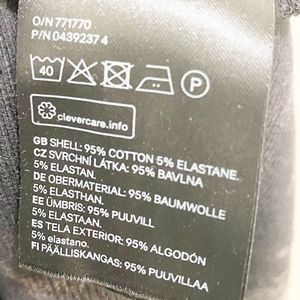 O/N 771770
P/N 0439237 4
40 P
clevercare.info
GB SHELL: 95% COTTON 5% ELASTANE.
CZ SVRCHNÍ LÁTKA: 95% BAVLNA
5% ELASTAN.
DE OBERMATERIAL: 95% BAUMWOLLE
5% ELASTHAN.
EE ÜMBRIS: 95% PUUVILL
5% ELASTAAN.
ES TELA EXTERIOR: 95% ALGODÓN
5% elastano.
FI PÄÄLLISKANGAS: 95% PUUVILLAA